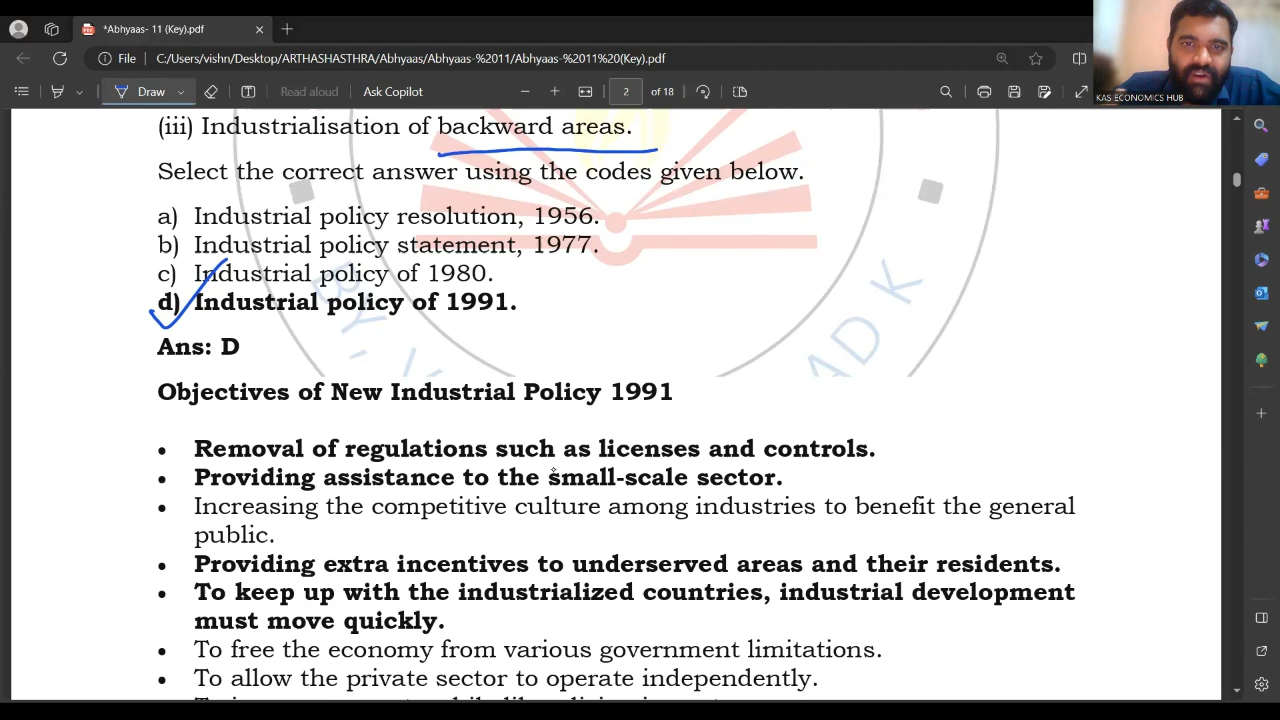 *Abhyaas- 11 (Key).pdf
File
C:/Users/vishn/Desktop/ARTHASHASTHRA/Abhyaas/Abhyaas-%2011/Abhyaas-%2011%20(Key).pdf
Draw
Read aloud
Ask Copilot
2 of 18
KAS ECONOMICS HUB
(iii) Industrialisation of backward areas.
Select the correct answer using the codes given below.
a) Industrial policy resolution, 1956.
b) Industrial policy statement, 1977.
c) Industrial policy of 1980.
d) Industrial policy of 1991.
Ans: D
Objectives of New Industrial Policy 1991
• Removal of regulations such as licenses and controls.
• Providing assistance to the small-scale sector.
• Increasing the competitive culture among industries to benefit the general
public.
• Providing extra incentives to underserved areas and their residents.
• To keep up with the industrialized countries, industrial development
must move quickly.
• To free the economy from various government limitations.
• To allow the private sector to operate independently.